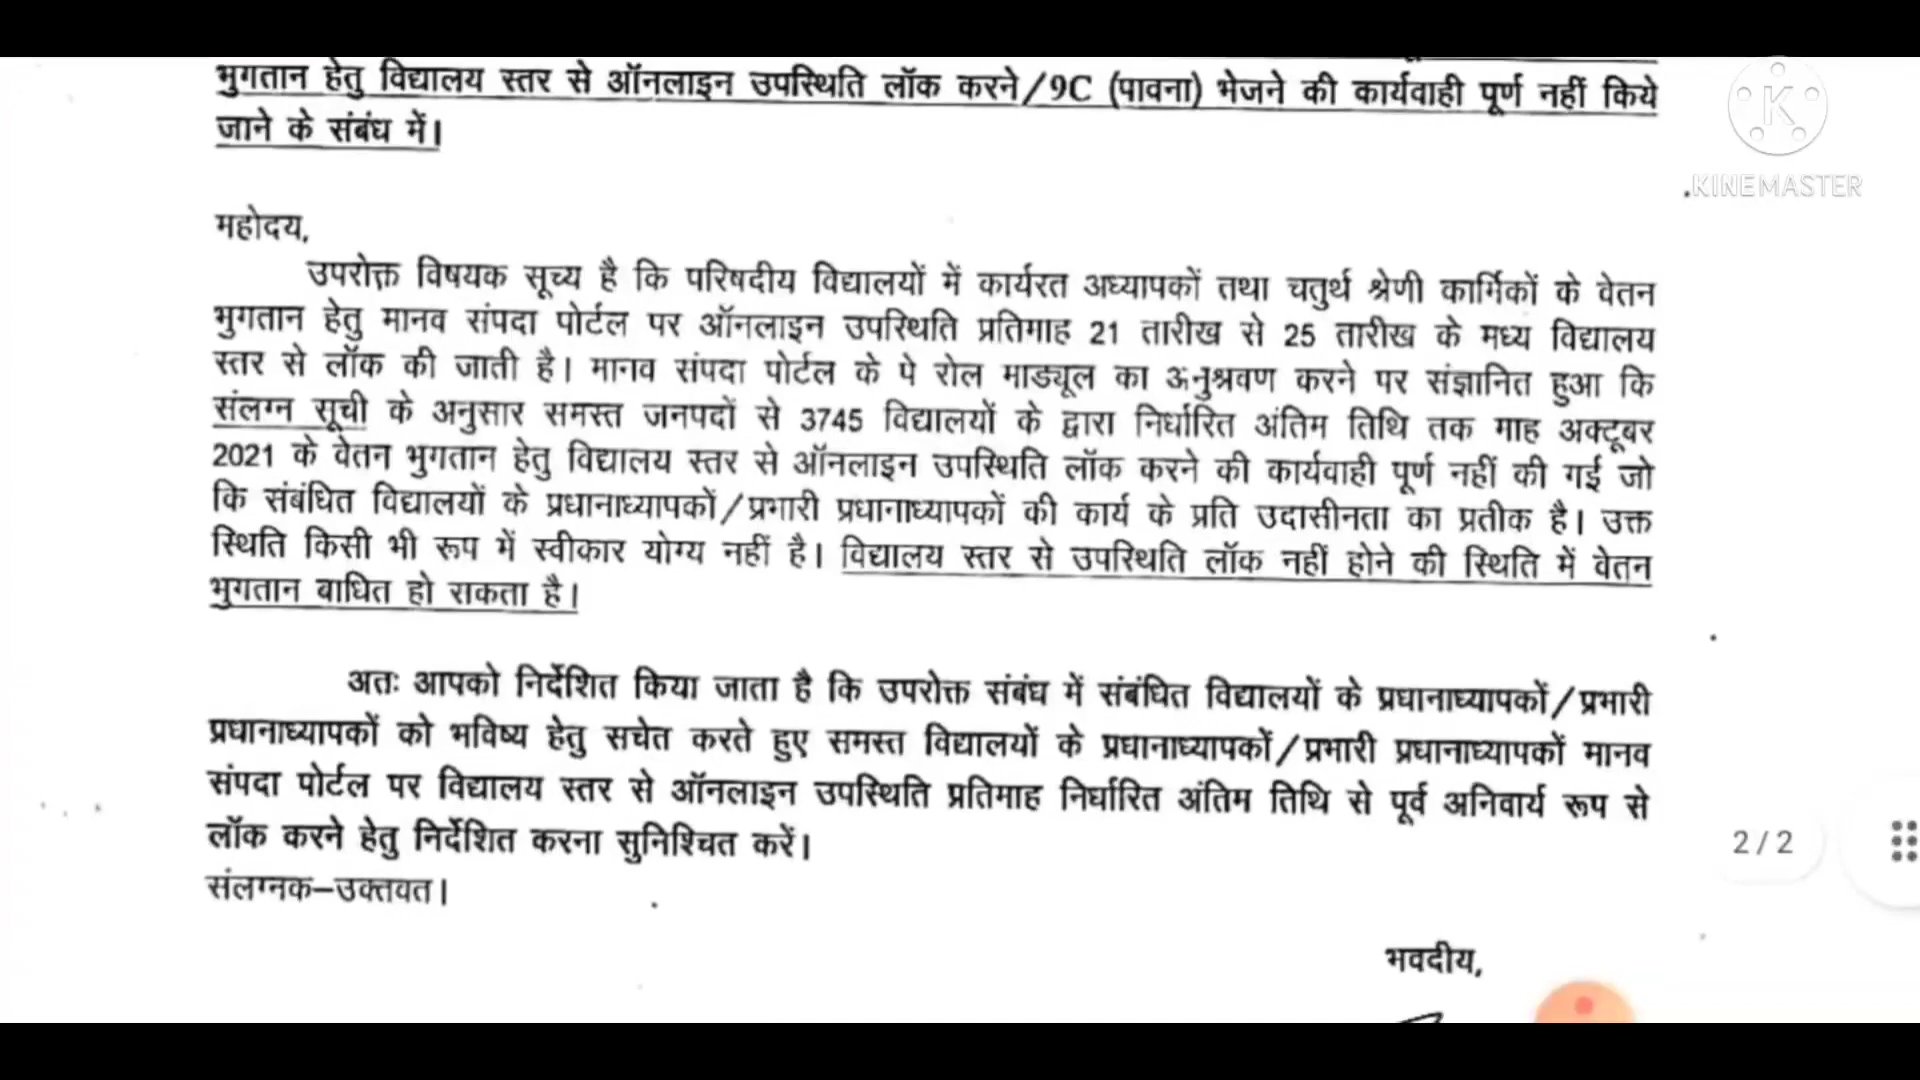 भुगतान हेतु विद्यालय स्तर से ऑनलाइन उपस्थिति लॉक करने/9C (पावना) भेजने की कार्यवाही पूर्ण नहीं किये
जाने के संबंध में।
KINEMASTER
महोदय,
उपरोक्त विषयक सूच्य है कि परिषदीय विद्यालयों में कार्यरत अध्यापकों तथा चतुर्थ श्रेणी कार्मिकों के वेतन
भुगतान हेतु मानव संपदा पोर्टल पर ऑनलाइन उपस्थिति प्रतिमाह 21 तारीख से 25 तारीख के मध्य विद्यालय
स्तर से लॉक की जाती है। मानव संपदा पोर्टल के पे रोल माड्यूल का अनुश्रवण करने पर संज्ञानित हुआ कि
संलग्न सूची के अनुसार समस्त जनपदों से 3745 विद्यालयों के द्वारा निर्धारित अंतिम तिथि तक माह अक्टूबर
2021 के वेतन भुगतान हेतु विद्यालय स्तर से ऑनलाइन उपस्थिति लॉक करने की कार्यवाही पूर्ण नहीं की गई जो
कि संबंधित विद्यालयों के प्रधानाध्यापकों/प्रभारी प्रधानाध्यापकों की कार्य के प्रति उदासीनता का प्रतीक है। उक्त
स्थिति किसी भी रूप में स्वीकार योग्य नहीं है। विद्यालय स्तर से उपस्थिति लॉक नहीं होने की स्थिति में वेतन
भुगतान बाधित हो सकता है।
अतः आपको निर्देशित किया जाता है कि उपरोक्त संबंध में संबंधित विद्यालयों के प्रधानाध्यापकों/प्रभारी
प्रधानाध्यापकों को भविष्य हेतु सचेत करते हुए समस्त विद्यालयों के प्रधानाध्यापकों/प्रभारी प्रधानाध्यापकों मानव
संपदा पोर्टल पर विद्यालय स्तर से ऑनलाइन उपस्थिति प्रतिमाह निर्धारित अंतिम तिथि से पूर्व अनिवार्य रूप से
लॉक करने हेतु निर्देशित करना सुनिश्चित करें।
2/2
संलग्नक–उक्तवत।
भवदीय,